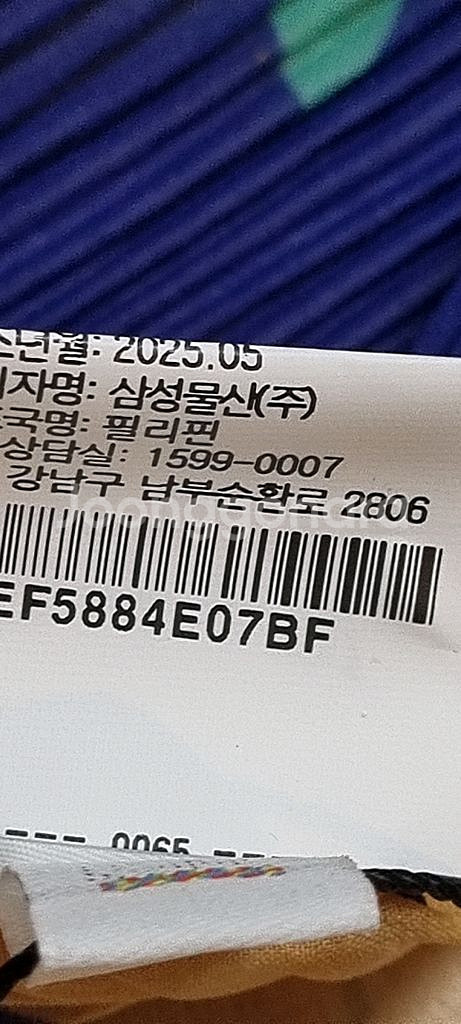 년월: 2025.05
자명: 삼성물산(주)
국명: 필리핀
상담실: 1599-0007
강남구 남부순환로 2806
EF5884E07BF
0065